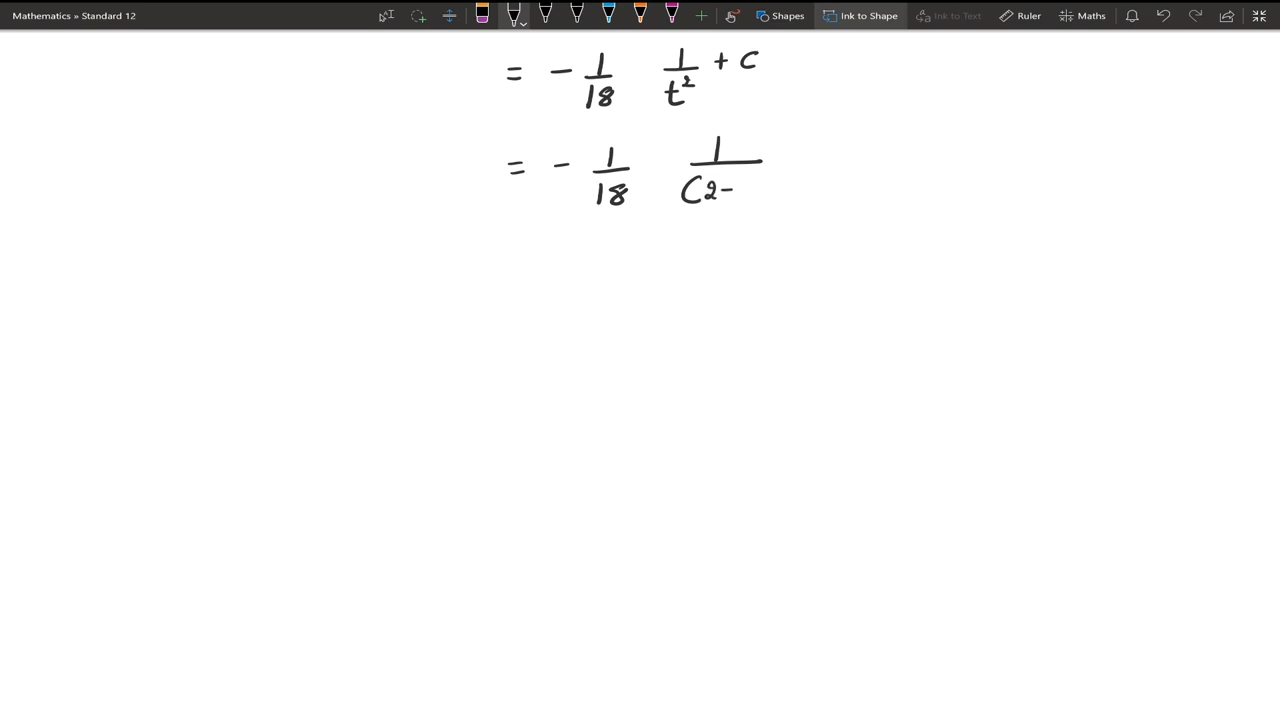 Mathematics » Standard 12 Shapes Ink to Shape Ink to Text Ruler Maths
= - 1/18 1/t² + c
= - 1/18 1/(2-